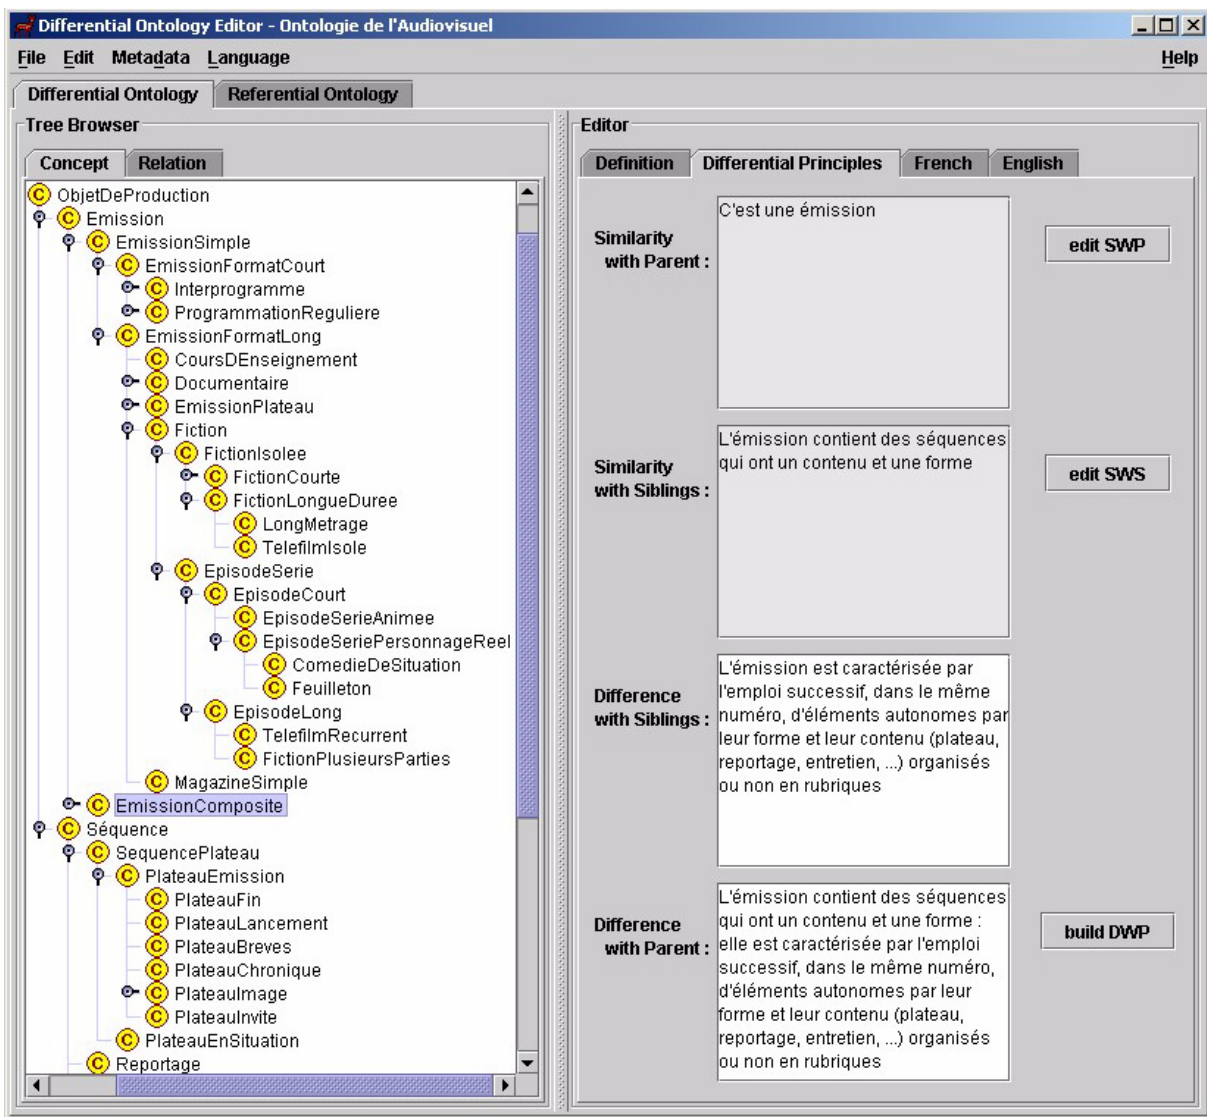 Differential Ontology Editor - Ontologie de l'Audiovisuel
File Edit Metadata Language Help
Differential Ontology Referential Ontology
Tree Browser
Concept Relation
C ObjetDeProduction
C Emission
C EmissionSimple
C EmissionFormatCourt
C Interprogramme
C ProgrammationReguliere
C EmissionFormatLong
C CoursDEnseignement
C Documentaire
C EmissionPlateau
C Fiction
C FictionIsolee
C FictionCourte
C FictionLongueDuree
C LongMetrage
C TelefilmIsole
C EpisodeSerie
C EpisodeCourt
C EpisodeSerieAnimee
C EpisodeSeriePersonnageReel
C ComedieDeSituation
C Feuilleton
C EpisodeLong
C TelefilmRecurrent
C FictionPlusieursParties
C MagazineSimple
C EmissionComposite
C Séquence
C SequencePlateau
C PlateauEmission
C PlateauFin
C PlateauLancement
C PlateauBreves
C PlateauChronique
C PlateauImage
C PlateauInvite
C PlateauEnSituation
C Reportage
Editor
Definition Differential Principles French English
Similarity
with Parent :
C'est une émission
edit SWP
Similarity
with Siblings :
L'émission contient des séquences
qui ont un contenu et une forme
edit SWS
Difference
with Siblings :
L'émission est caractérisée par
l'emploi successif, dans le même
numéro, d'éléments autonomes par
leur forme et leur contenu (plateau,
reportage, entretien, ...) organisés
ou non en rubriques
Difference
with Parent :
L'émission contient des séquences
qui ont un contenu et une forme :
elle est caractérisée par l'emploi
successif, dans le même numéro,
d'éléments autonomes par leur
forme et leur contenu (plateau,
reportage, entretien, ...) organisés
ou non en rubriques
build DWP